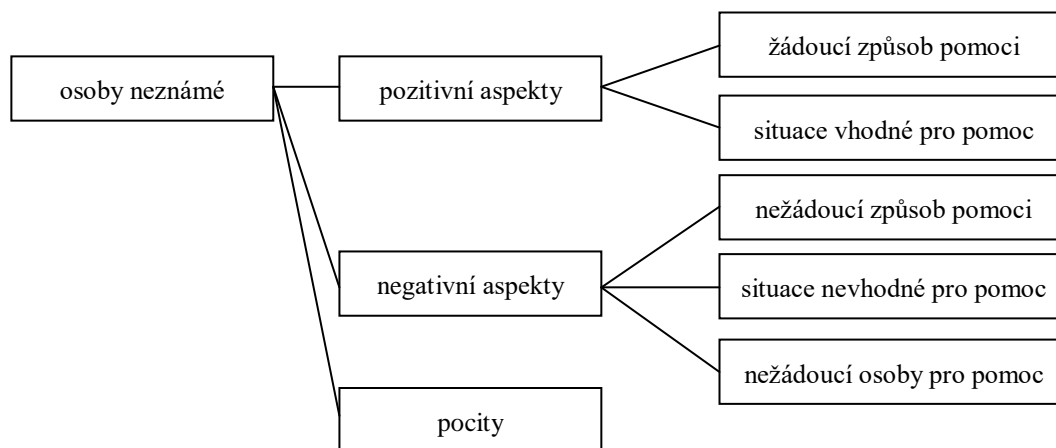 osoby neznámé
pozitivní aspekty
žádoucí způsob pomoci
situace vhodné pro pomoc
negativní aspekty
nežádoucí způsob pomoci
situace nevhodné pro pomoc
nežádoucí osoby pro pomoc
pocity